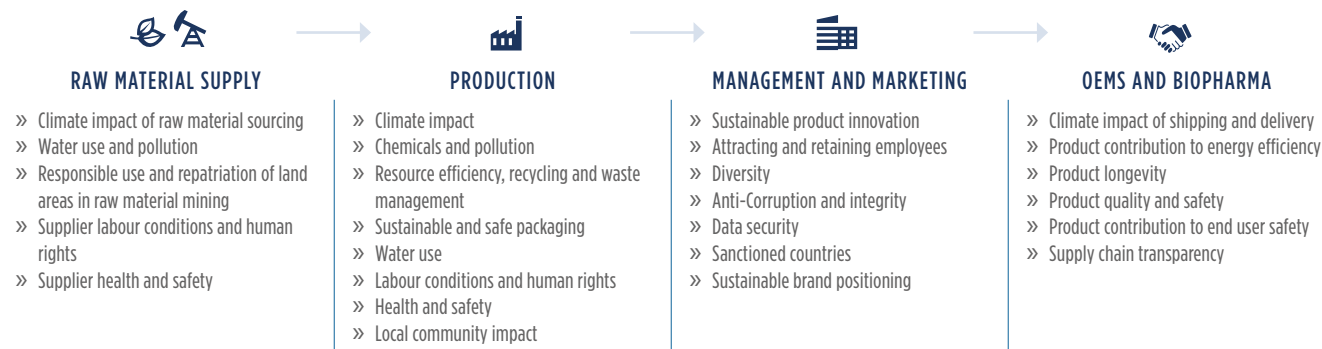 RAW MATERIAL SUPPLY
» Climate impact of raw material sourcing
» Water use and pollution
» Responsible use and repatriation of land
areas in raw material mining
» Supplier labour conditions and human
rights
» Supplier health and safety
PRODUCTION
» Climate impact
» Chemicals and pollution
» Resource efficiency, recycling and waste
management
» Sustainable and safe packaging
» Water use
» Labour conditions and human rights
» Health and safety
» Local community impact
MANAGEMENT AND MARKETING
» Sustainable product innovation
» Attracting and retaining employees
» Diversity
» Anti-Corruption and integrity
» Data security
» Sanctioned countries
» Sustainable brand positioning
OEMS AND BIOPHARMA
» Climate impact of shipping and delivery
» Product contribution to energy efficiency
» Product longevity
» Product quality and safety
» Product contribution to end user safety
» Supply chain transparency